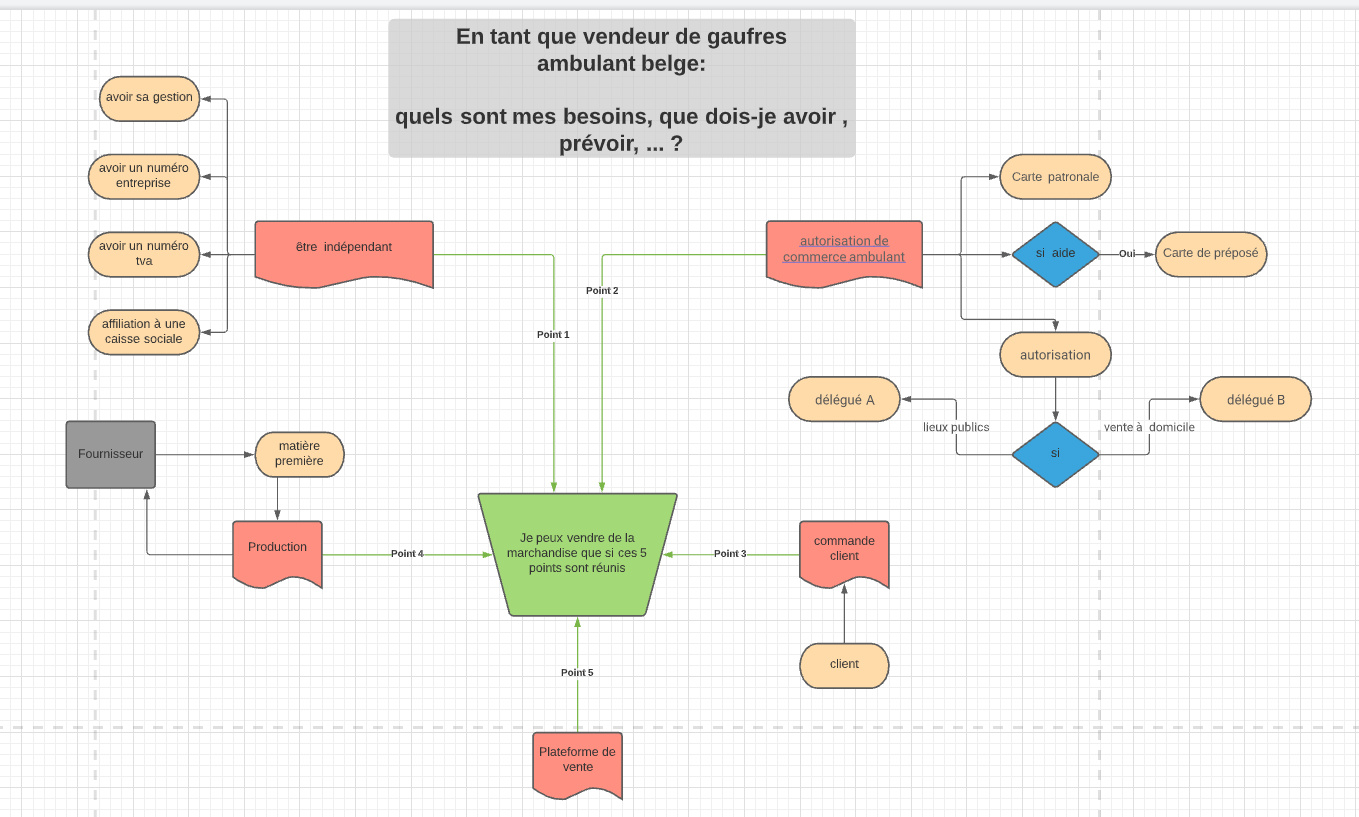 En tant que vendeur de gaufres
ambulant belge:
quels sont mes besoins, que dois-je avoir ,
prévoir, ... ?
avoir sa gestion
avoir un numéro
entreprise
avoir un numéro
tva
affiliation à une
caisse sociale
être indépendant
Point 1
Point 2
autorisation de
commerce ambulant
Carte patronale
si aide
Oui
Carte de préposé
autorisation
délégué A
lieux publics
si
vente à domicile
délégué B
Fournisseur
matière
première
Production
Point 4
Je peux vendre de la
marchandise que si ces 5
points sont réunis
Point 3
commande
client
client
Point 5
Plateforme de
vente